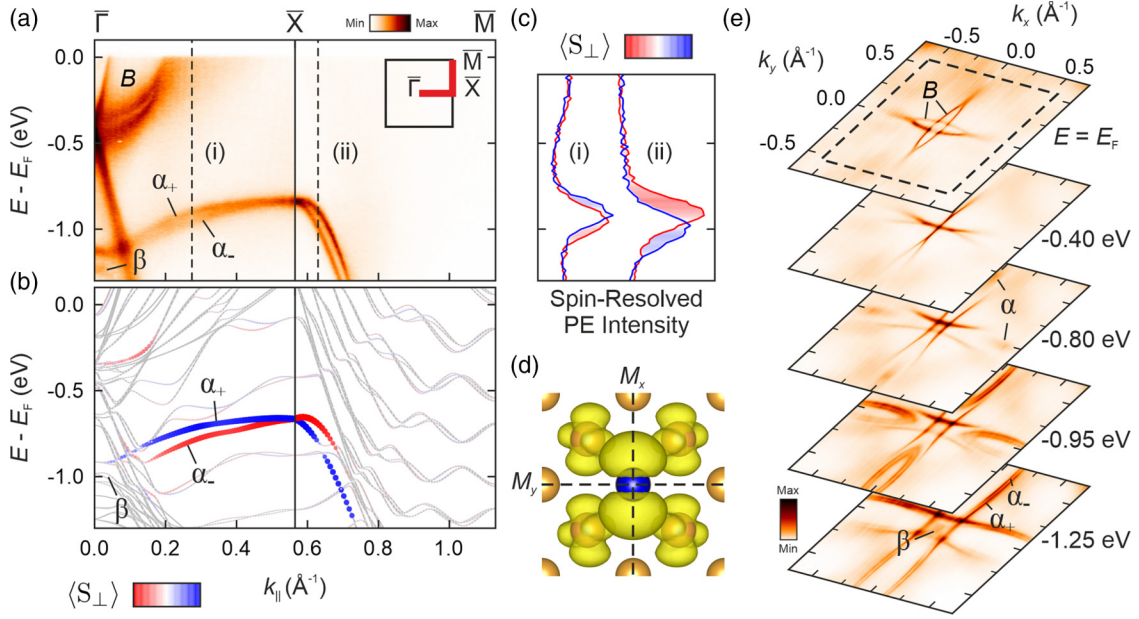 (a)
Γ̅
X̅
M̅
Min
Max
E - E_F (eV)
0.0
-0.5
-1.0
B
(i)
(ii)
M̅
Γ̅
X̅
α₊
α₋
β
(b)
E - E_F (eV)
0.0
-0.5
-1.0
α₊
α₋
β
0.0
0.2
0.4
0.6
0.8
1.0
k_|| (Å⁻¹)
⟨S_⊥⟩
(c)
⟨S_⊥⟩
(i)
(ii)
Spin-Resolved
PE Intensity
(d)
M_x
M_y
(e)
k_x (Å⁻¹)
-0.5
0.0
0.5
k_y (Å⁻¹)
0.5
0.0
-0.5
B
E = E_F
-0.40 eV
α
-0.80 eV
-0.95 eV
Max
Min
α₋
α₊
β
-1.25 eV